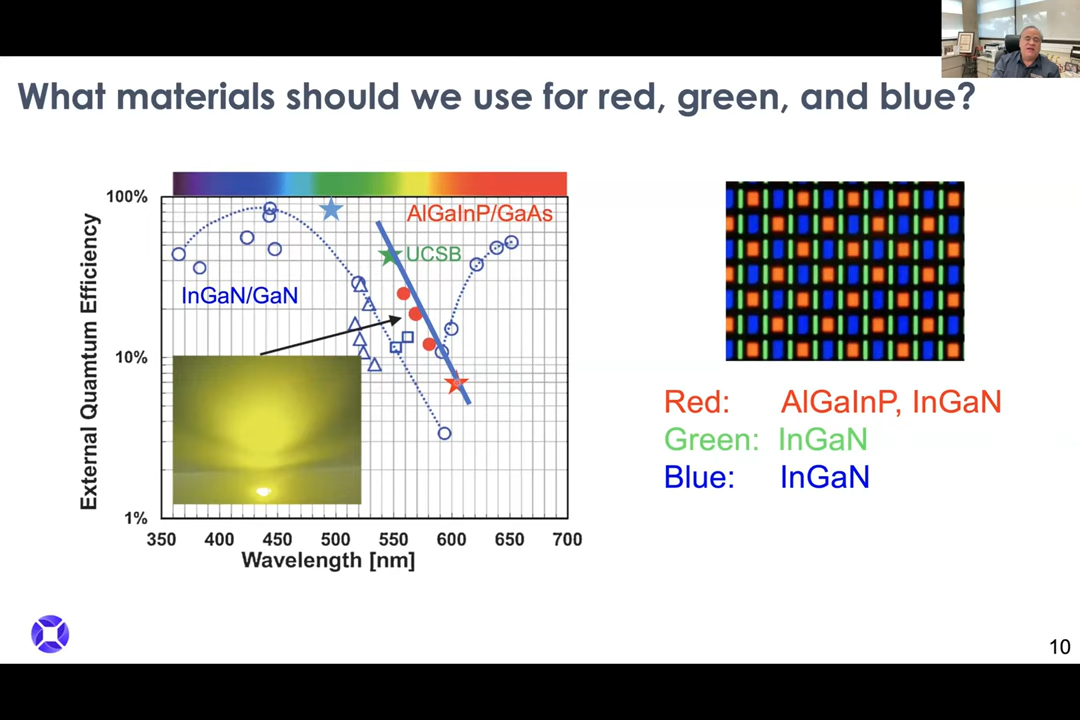 What materials should we use for red, green, and blue?
100%
10%
1%
External Quamtum Efficiency
AlGaInP/GaAs
UCSB
InGaN/GaN
350 400 450 500 550 600 650 700
Wavelength [nm]
Red: AlGaInP, InGaN
Green: InGaN
Blue: InGaN
10